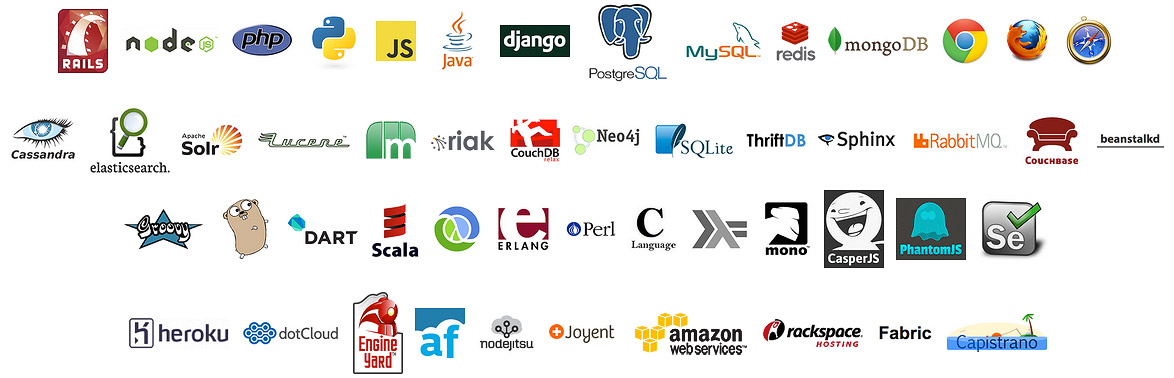 RAILS
node JS
php
JS
Java
django
PostgreSQL
MySQL
redis
mongoDB
Cassandra
elasticsearch.
Apache
Solr
Lucene
m
riak
CouchDB
relax
Neo4j
SQLite
ThriftDB
Sphinx
RabbitMQ
COUCHBASE
beanstalkd
Groovy
DART
Scala
e
ERLANG
Perl
C
Language
mono
CasperJS
PhantomJS
Se
heroku
dotCloud
Engine
Yard
af
nodejitsu
Joyent
amazon
web services
rackspace
HOSTING
Fabric
Capistrano